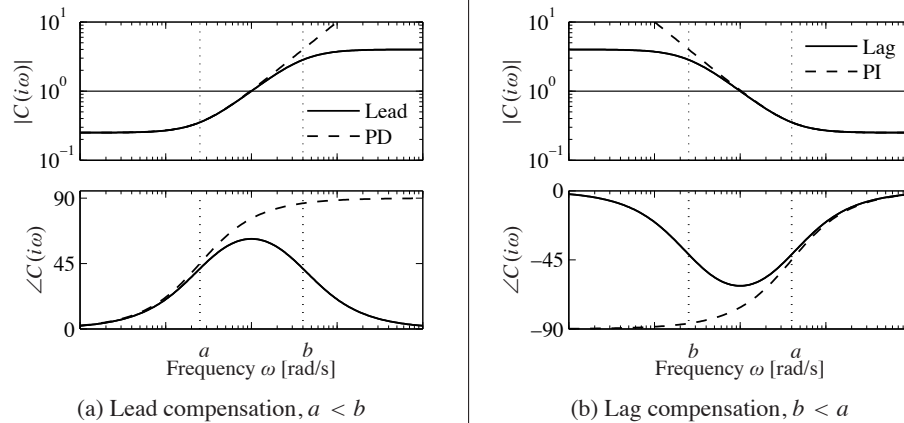 10^1
10^0
10^−1
|C(iω)|
Lead
PD
90
45
0
∠C(iω)
a
b
Frequency ω [rad/s]
(a) Lead compensation, a < b
10^1
10^0
10^−1
|C(iω)|
Lag
PI
0
−45
−90
∠C(iω)
b
a
Frequency ω [rad/s]
(b) Lag compensation, b < a